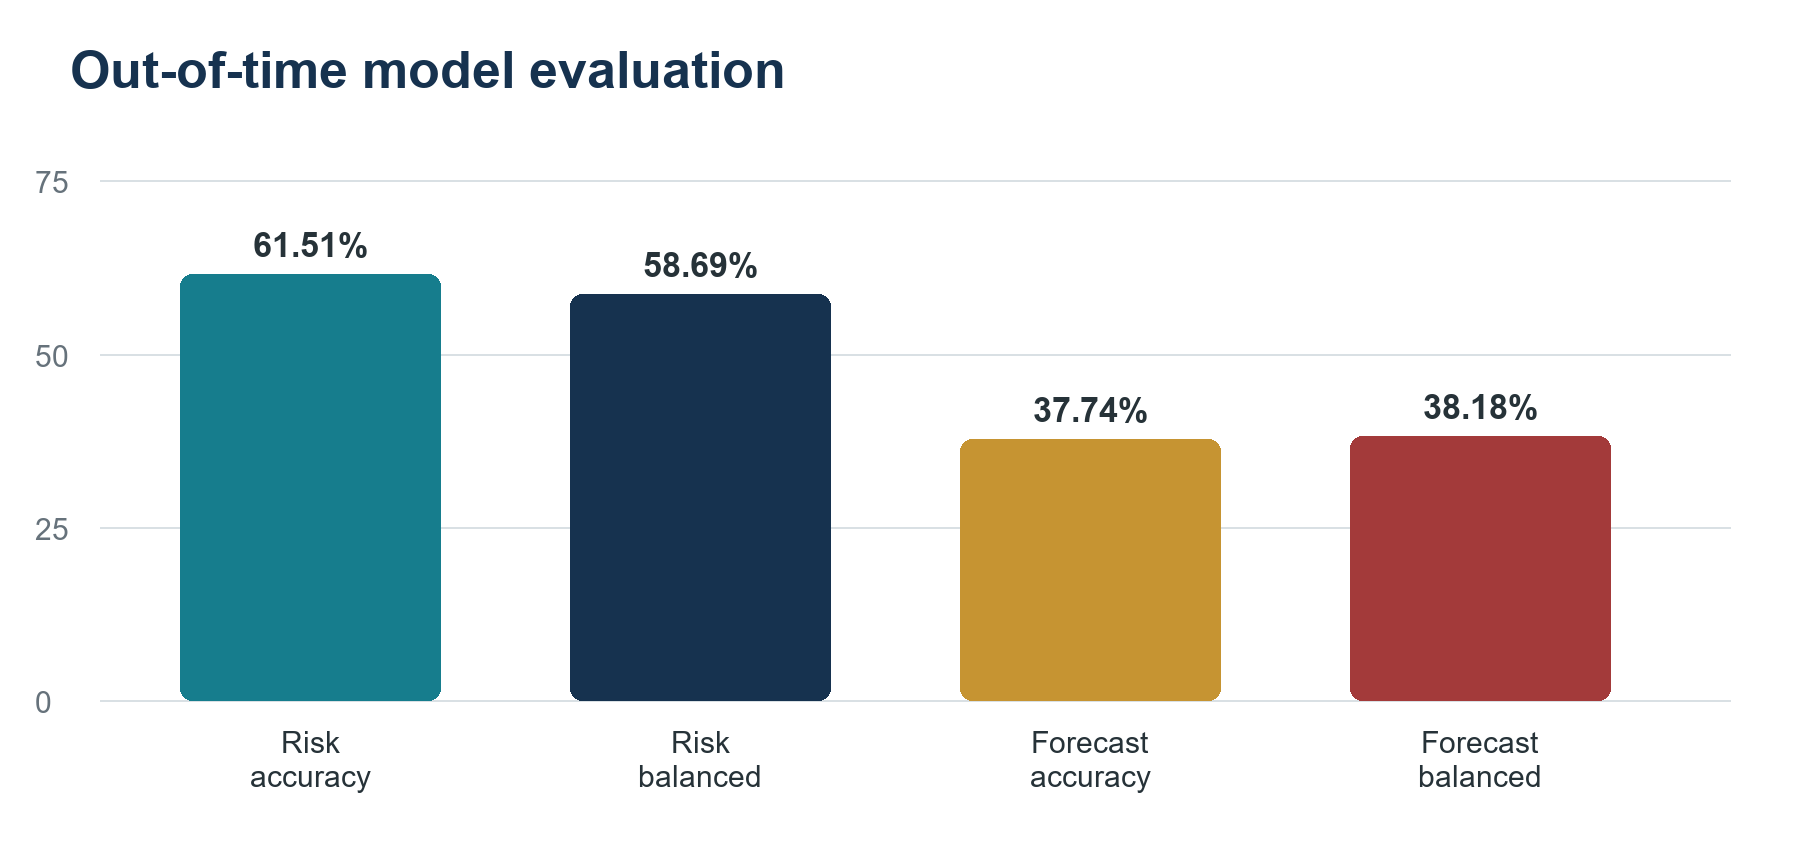 Out-of-time model evaluation
75
61.51%
58.69%
50
37.74%
38.18%
25
0
Risk
accuracy
Risk
balanced
Forecast
accuracy
Forecast
balanced